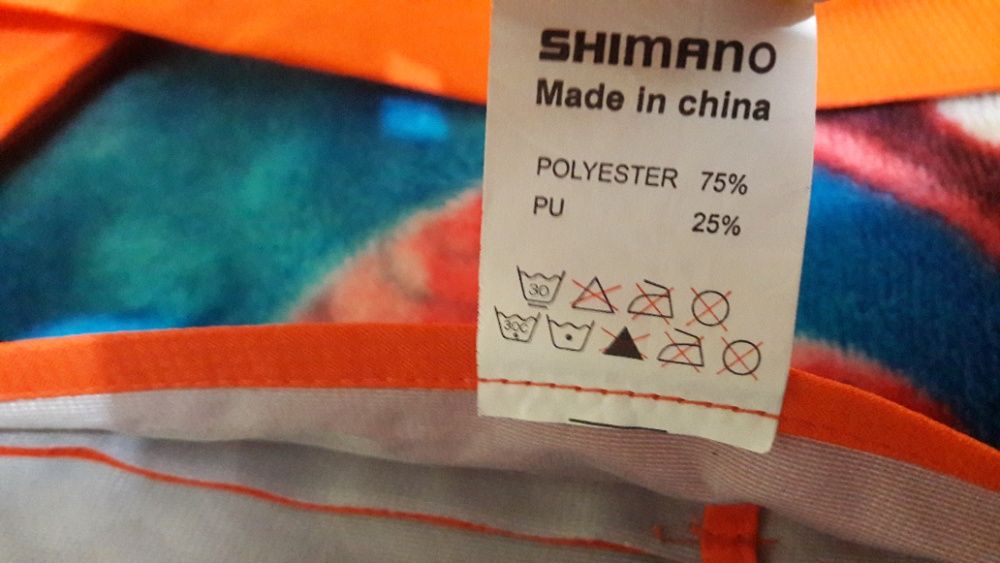 SHIMANO
Made in china
POLYESTER 75%
PU 25%
30
30C